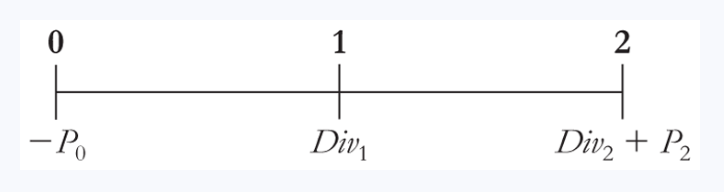 0 1 2
−P₀ Div₁ Div₂ + P₂